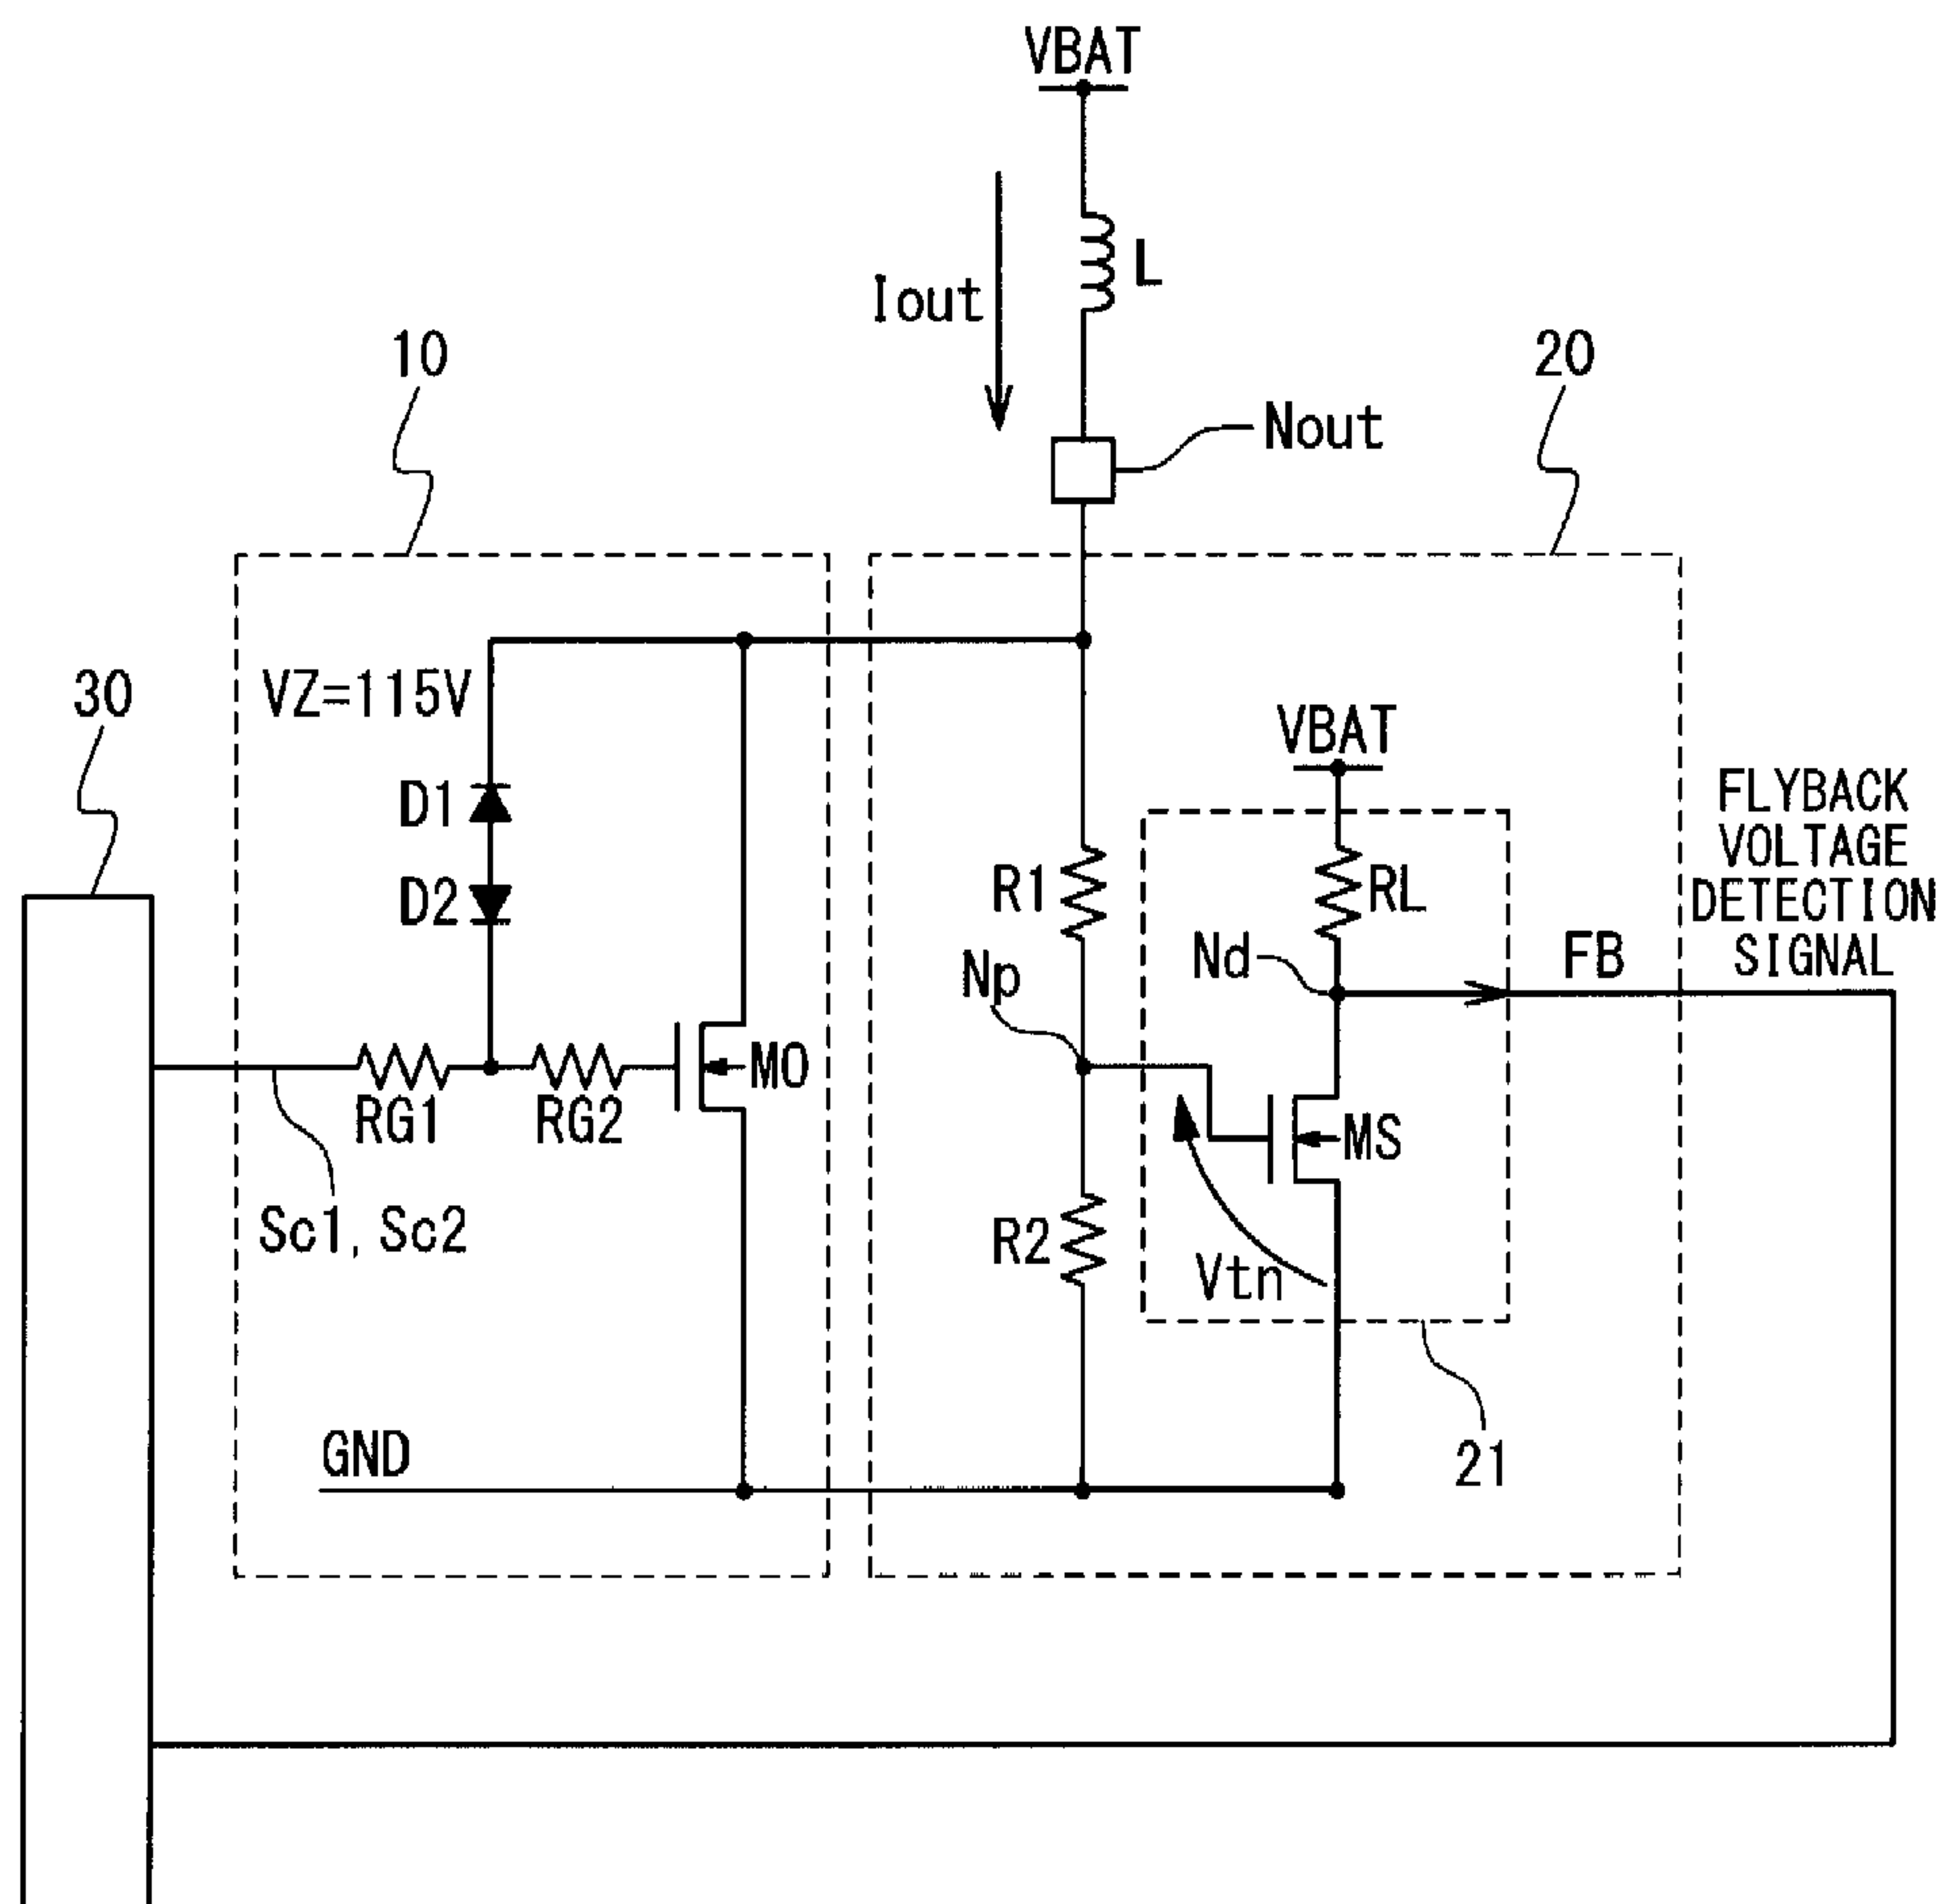 VBAT
L
Iout
10
20
Nout
30
VZ=115V
VBAT
D1
FLYBACK
VOLTAGE
DETECTION
SIGNAL
R1
RL
D2
Np
Nd
FB
MO
RG1
RG2
MS
Sc1, Sc2
R2
Vtn
GND
21